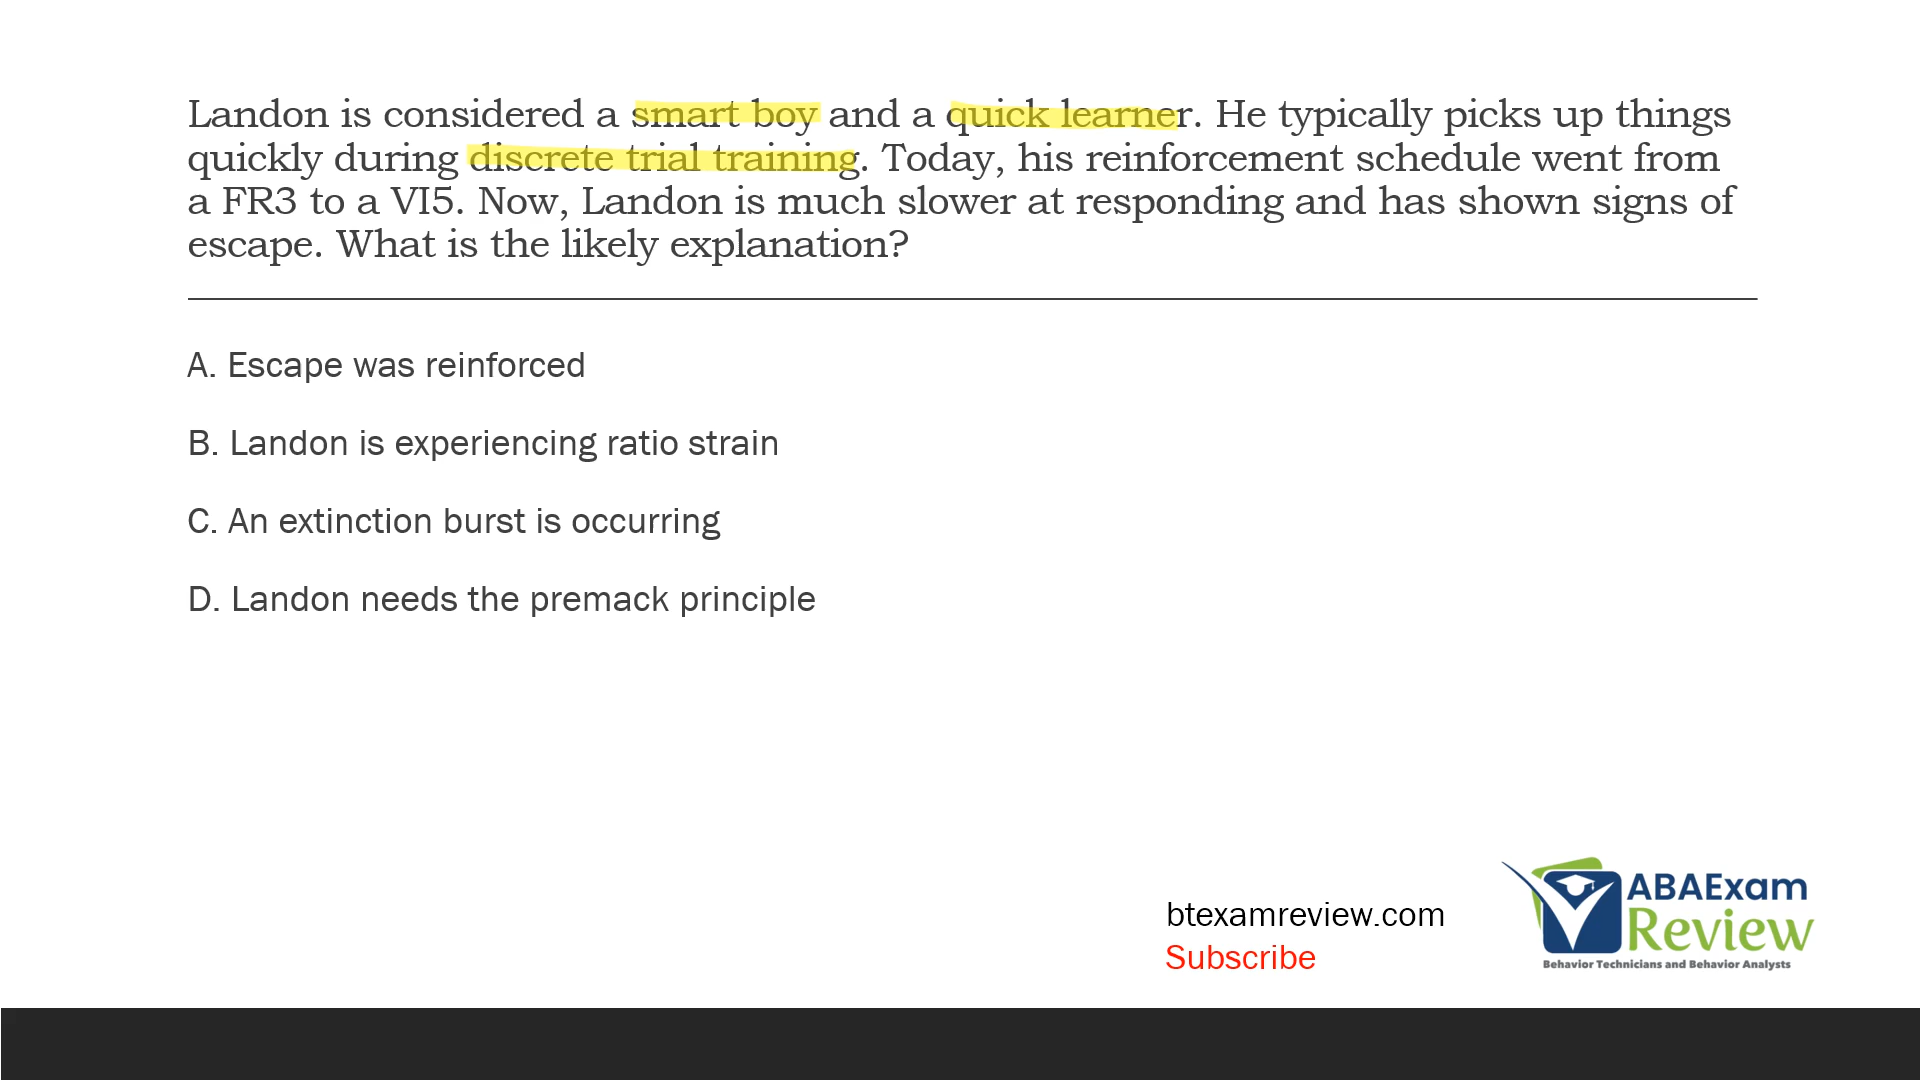 Landon is considered a smart boy and a quick learner. He typically picks up things
quickly during discrete trial training. Today, his reinforcement schedule went from
a FR3 to a VI5. Now, Landon is much slower at responding and has shown signs of
escape. What is the likely explanation?
A. Escape was reinforced
B. Landon is experiencing ratio strain
C. An extinction burst is occurring
D. Landon needs the premack principle
btexamreview.com
Subscribe
ABAExam
Review
Behavior Technicians and Behavior Analysts